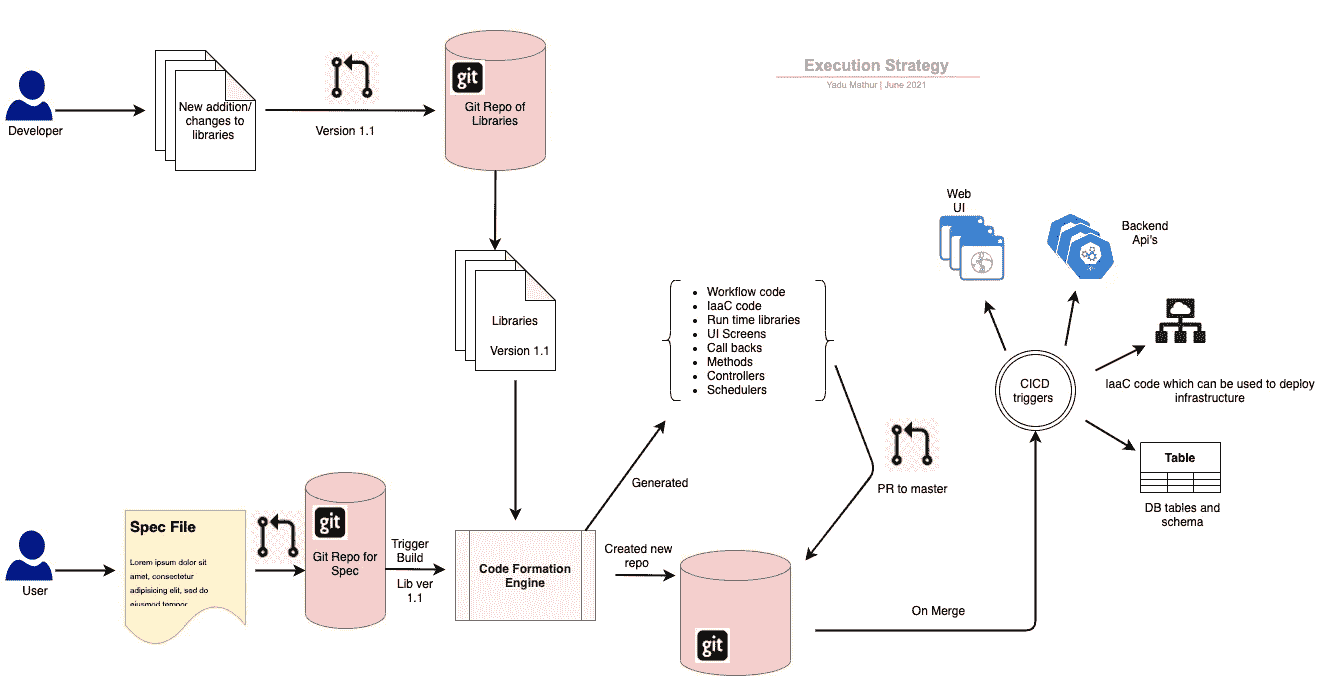 Execution Strategy
Yadu Mathur | June 2021
Developer
New addition/
changes to
libraries
Version 1.1
git
Git Repo of
Libraries
Libraries
Version 1.1
User
Spec File
Lorem ipsum dolor sit
amet, consectetur
adipisicing elit, sed do
eiusmod tempor
git
Git Repo for
Spec
Trigger
Build
Lib ver
1.1
Code Formation
Engine
Generated
• Workflow code
• IaaC code
• Run time libraries
• UI Screens
• Call backs
• Methods
• Controllers
• Schedulers
Created new
repo
PR to master
git
On Merge
CICD
triggers
Web
UI
Backend
Api's
IaaC code which can be used to deploy
infrastructure
Table
DB tables and
schema